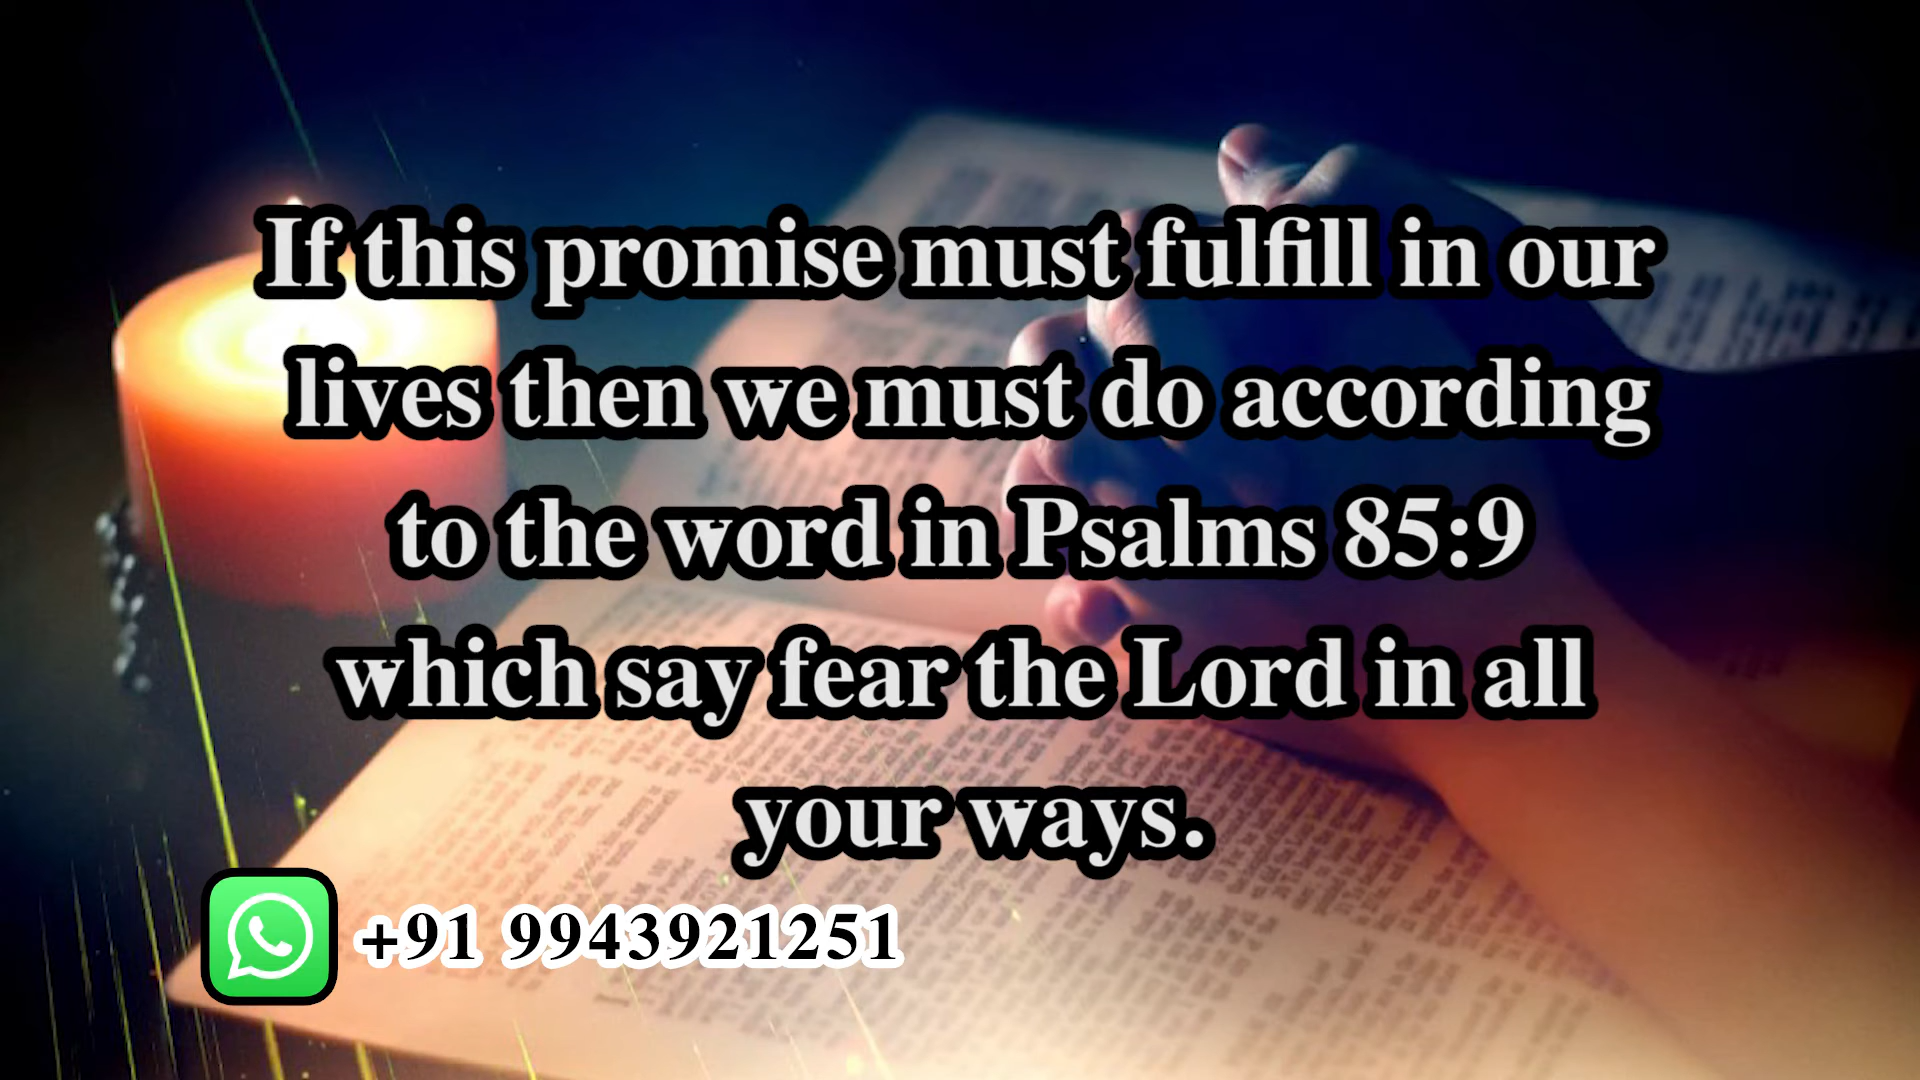 If this promise must fulfill in our
lives then we must do according
to the word in Psalms 85:9
which say fear the Lord in all
your ways.
+91 9943921251